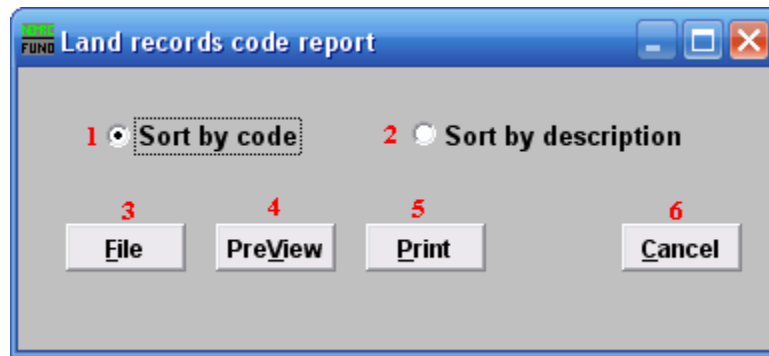 DEMOS
FUND Land records code report
1 Sort by code 2 Sort by description
3 4 5 6
File PreView Print Cancel